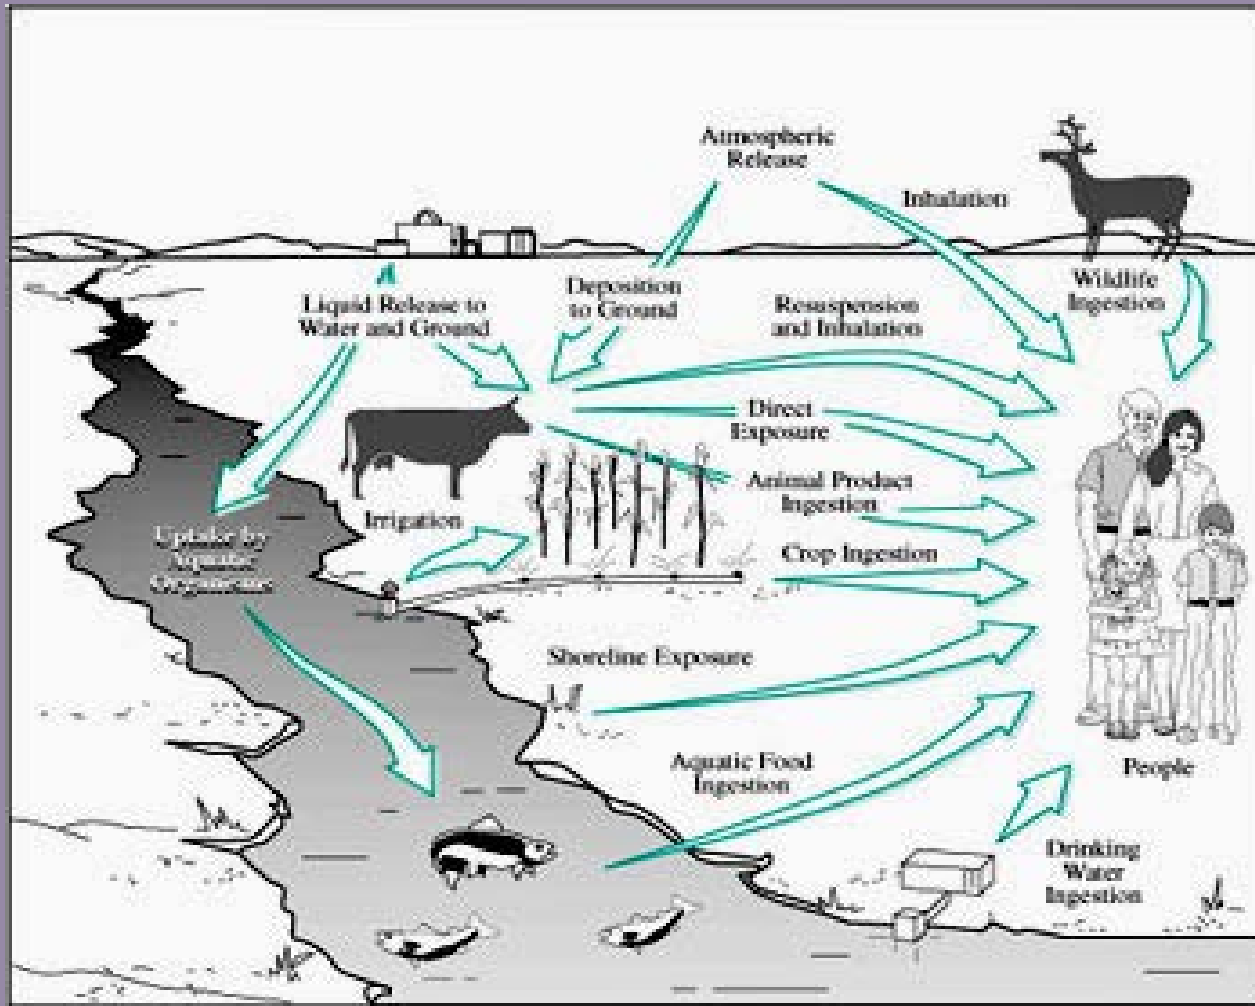 Atmospheric
Release
Inhalation
Wildlife
Ingestion
Liquid Release to
Water and Ground
Deposition
to Ground
Resuspension
and Inhalation
Direct
Exposure
Animal Product
Ingestion
Irrigation
Uptake by
Aquatic
Organisms
Crop Ingestion
Shoreline Exposure
Aquatic Food
Ingestion
People
Drinking
Water
Ingestion